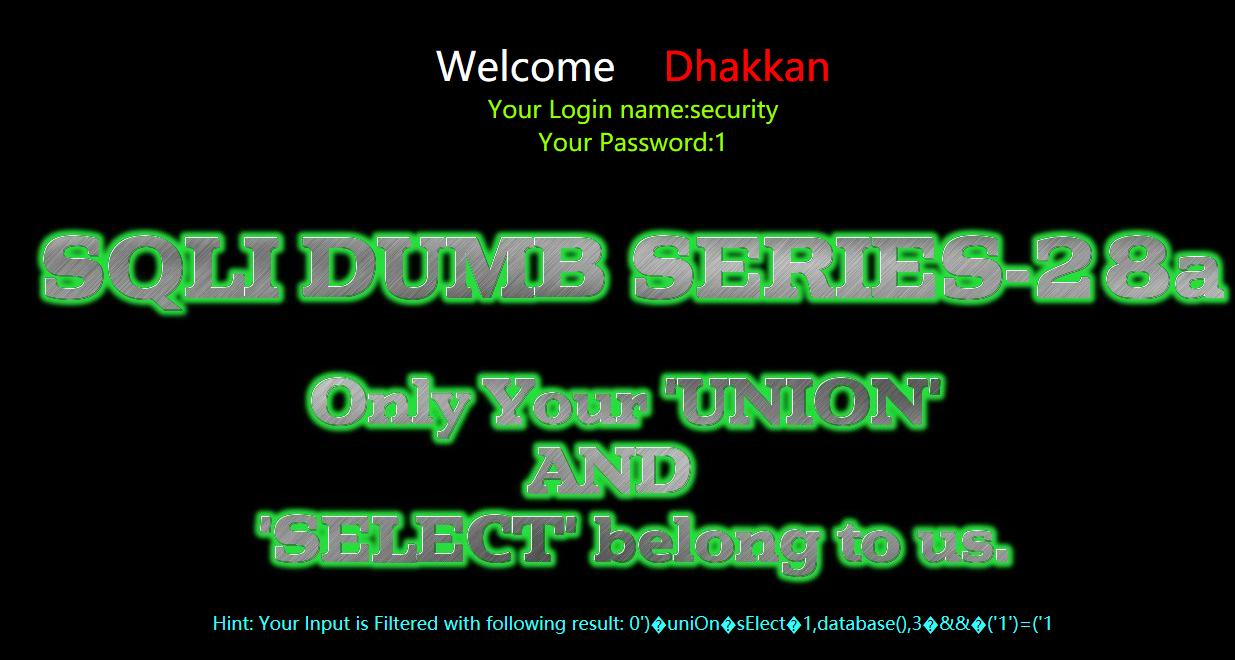 Welcome Dhakkan
Your Login name:security
Your Password:1
SQLI DUMB SERIES-28a
Only Your 'UNION'
AND
'SELECT' belong to us.
Hint: Your Input is Filtered with following result: 0')�uniOn�sElect�1,database(),3�&&�('1')=('1